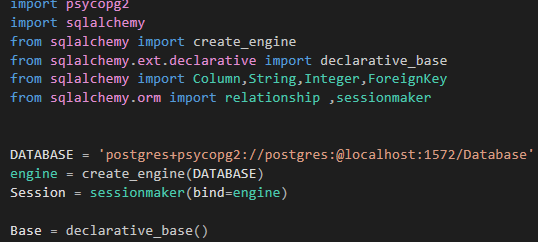 import psycopg2
import sqlalchemy
from sqlalchemy import create_engine
from sqlalchemy.ext.declarative import declarative_base
from sqlalchemy import Column,String,Integer,ForeignKey
from sqlalchemy.orm import relationship ,sessionmaker
DATABASE = 'postgres+psycopg2://postgres:@localhost:1572/Database'
engine = create_engine(DATABASE)
Session = sessionmaker(bind=engine)
Base = declarative_base()